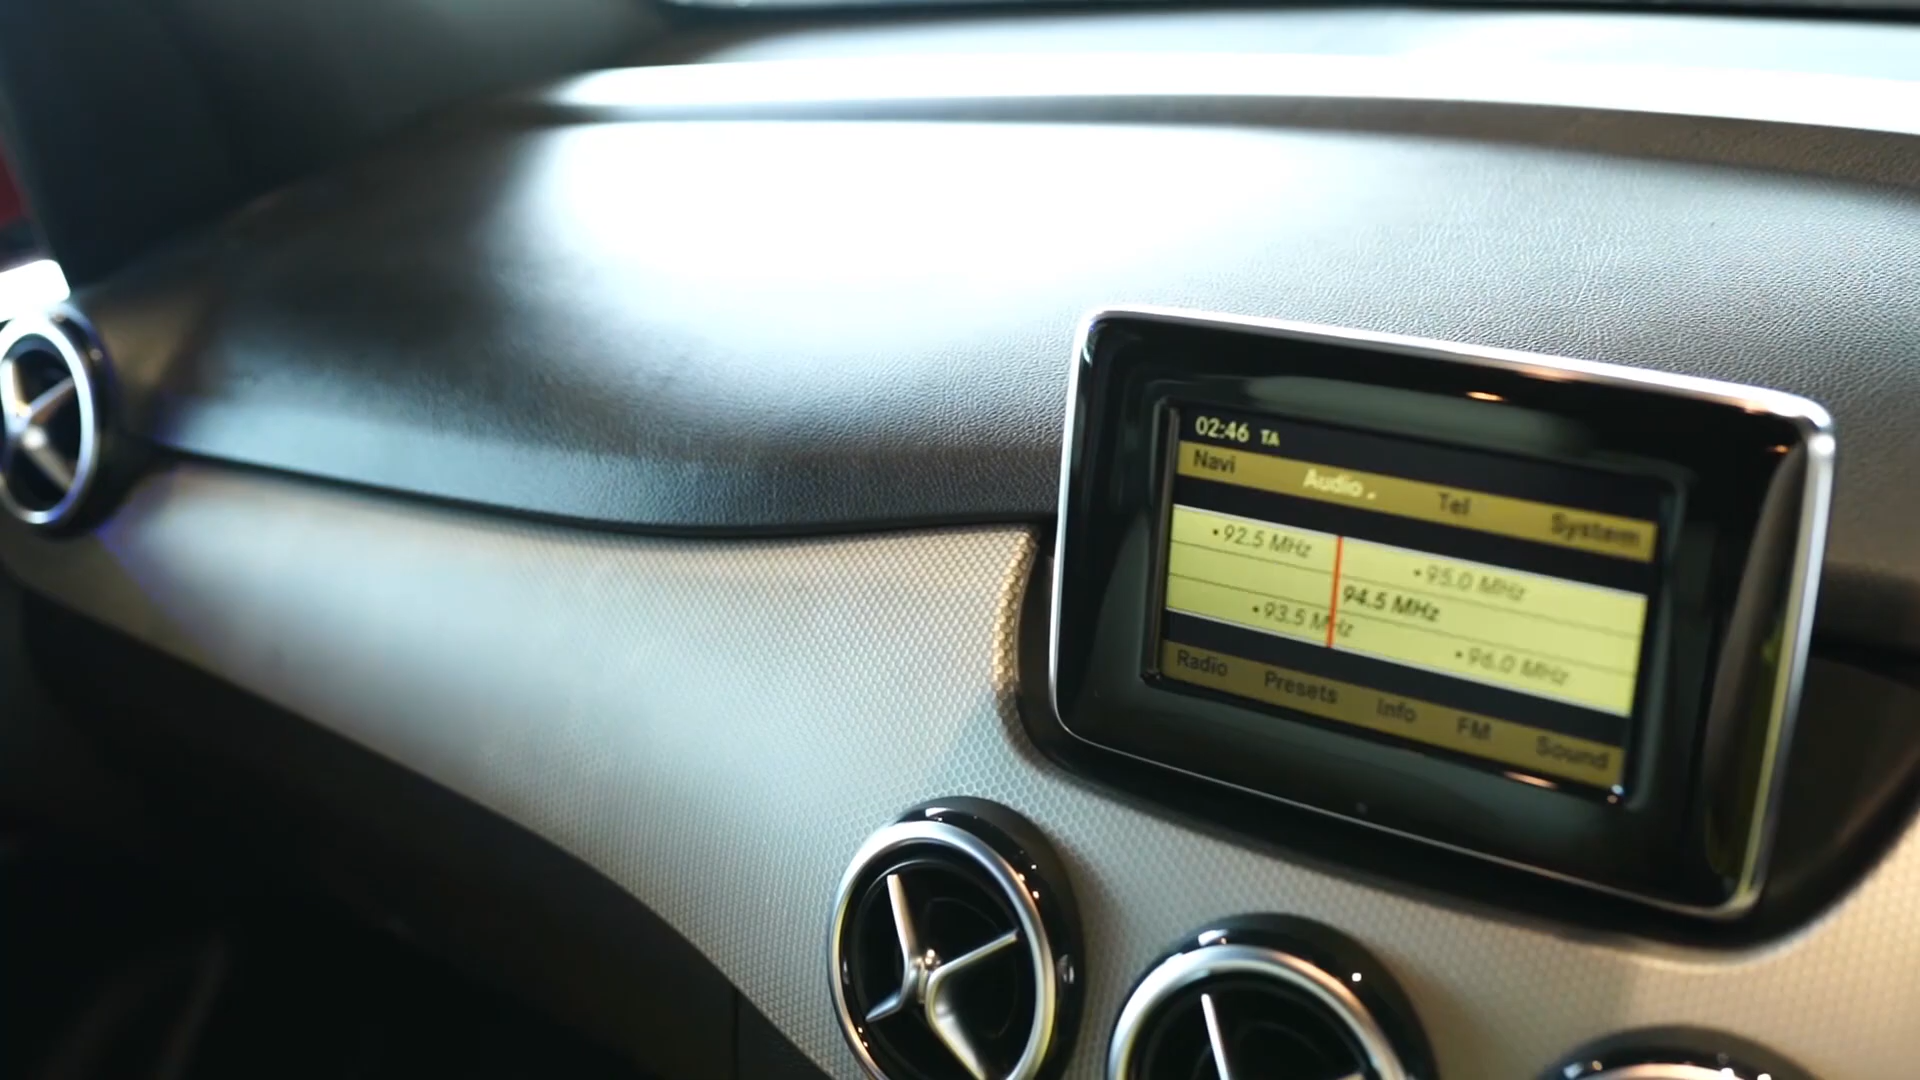 02:46 TA
Navi Audio Tel System
•92.5 MHz •95.0 MHz
94.5 MHz
•93.5 MHz •96.0 MHz
Radio Presets Info FM Sound